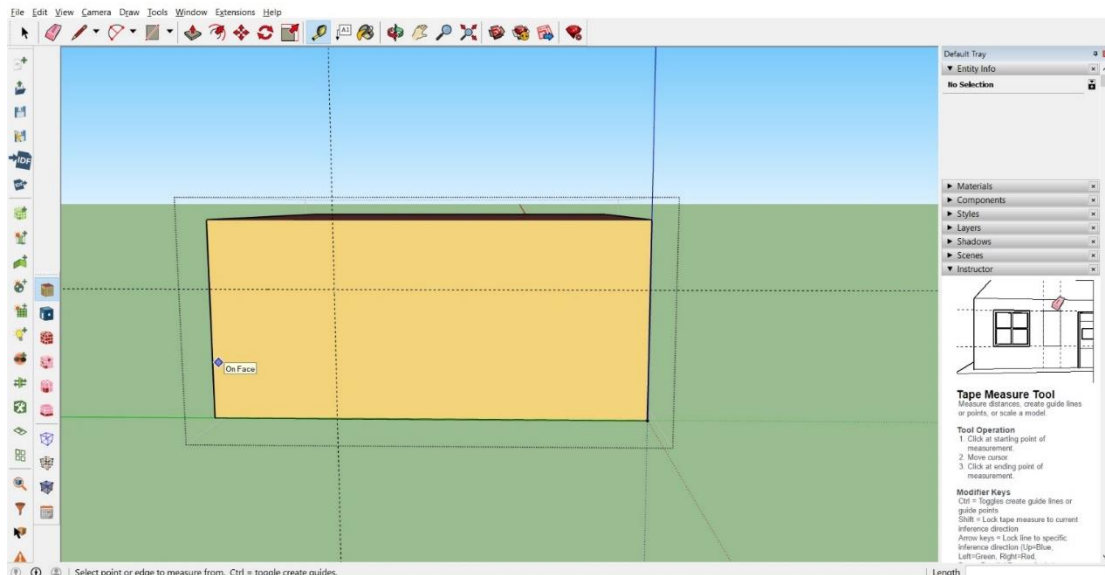 File Edit View Camera Draw Tools Window Extensions Help
A1
Default Tray
Entity Info
No Selection
IDF
Materials
Components
Styles
Layers
Shadows
Scenes
Instructor
On Face
Tape Measure Tool
Measure distances, create guide lines
or points, or scale a model.
Tool Operation
1. Click at starting point of
measurement.
2. Move cursor.
3. Click at ending point of
measurement.
Modifier Keys
Ctrl = Toggles create guide lines or
guide points
Shift = Lock tape measure to current
inference direction
Arrow keys = Lock line to specific
inference direction (Up=Blue,
Left=Green, Right=Red,
Select point or edge to measure from. Ctrl = toggle create guides.
Length